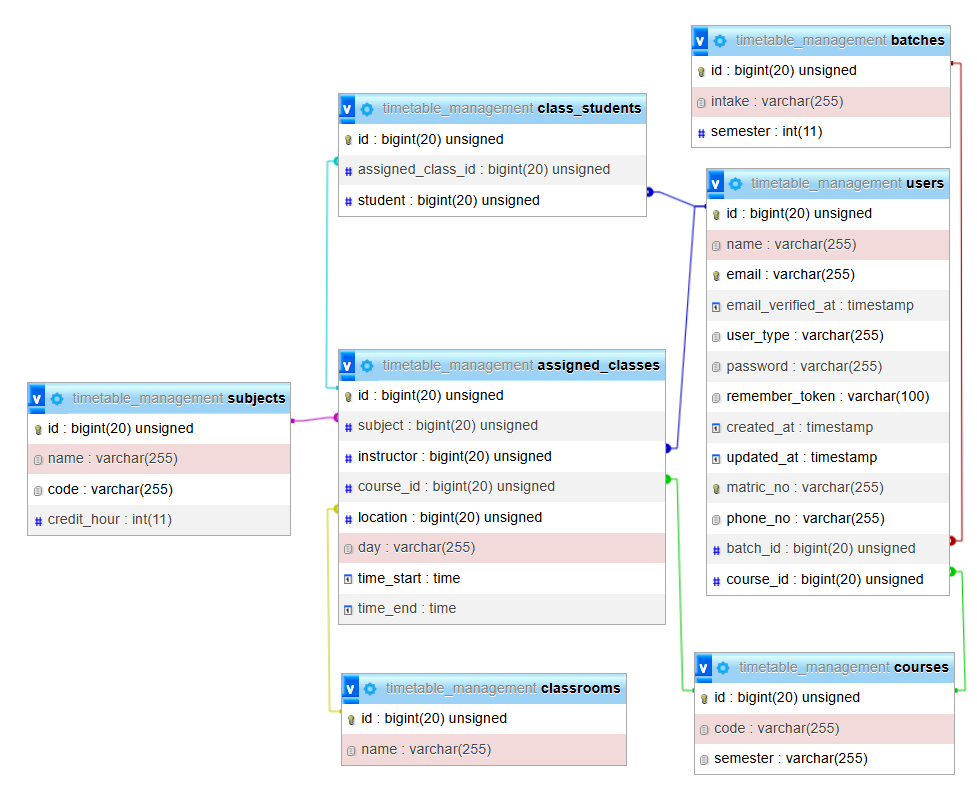 timetable_management batches
id : bigint(20) unsigned
intake : varchar(255)
semester : int(11)
timetable_management class_students
id : bigint(20) unsigned
assigned_class_id : bigint(20) unsigned
student : bigint(20) unsigned
timetable_management users
id : bigint(20) unsigned
name : varchar(255)
email : varchar(255)
email_verified_at : timestamp
user_type : varchar(255)
password : varchar(255)
remember_token : varchar(100)
created_at : timestamp
updated_at : timestamp
matric_no : varchar(255)
phone_no : varchar(255)
batch_id : bigint(20) unsigned
course_id : bigint(20) unsigned
timetable_management assigned_classes
id : bigint(20) unsigned
subject : bigint(20) unsigned
instructor : bigint(20) unsigned
course_id : bigint(20) unsigned
location : bigint(20) unsigned
day : varchar(255)
time_start : time
time_end : time
timetable_management subjects
id : bigint(20) unsigned
name : varchar(255)
code : varchar(255)
credit_hour : int(11)
timetable_management classrooms
id : bigint(20) unsigned
name : varchar(255)
timetable_management courses
id : bigint(20) unsigned
code : varchar(255)
semester : varchar(255)